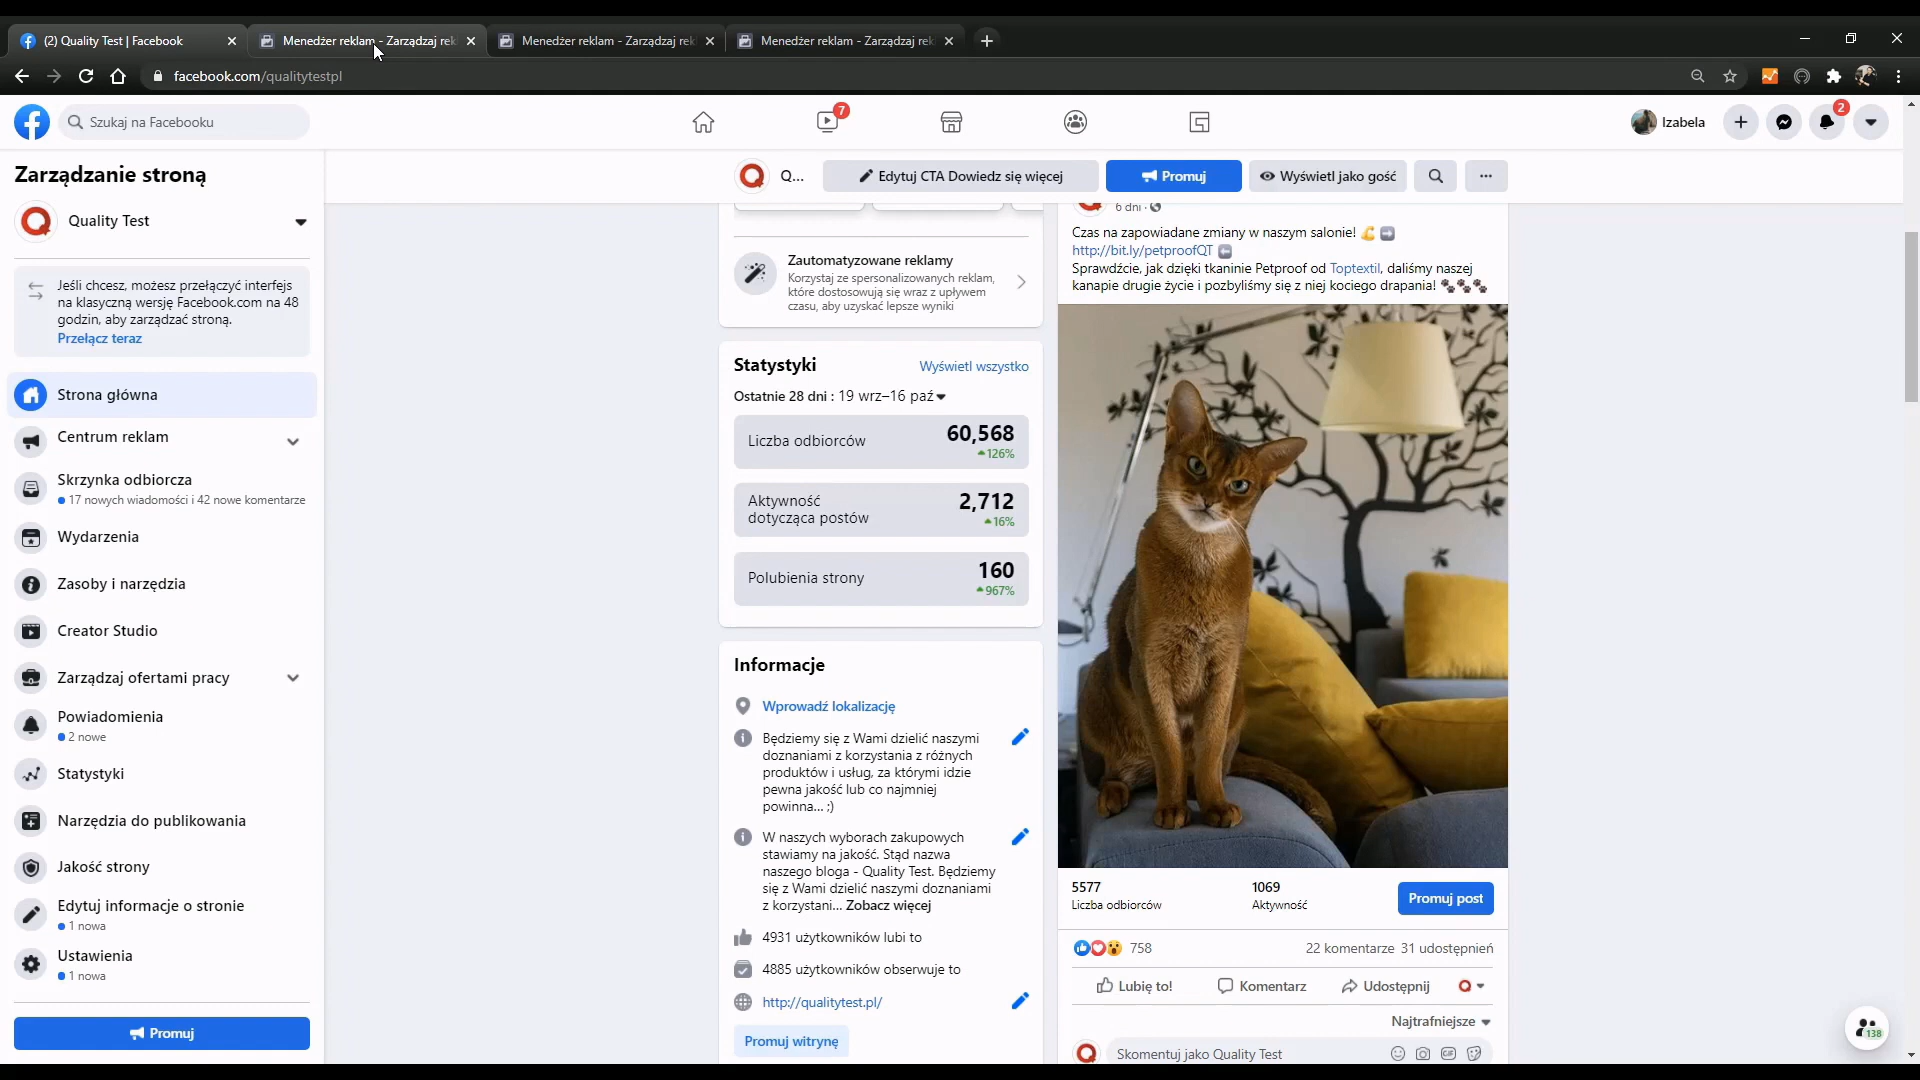 (2) Quality Test | Facebook
Menedżer reklam - Zarządzaj rek
Menedżer reklam - Zarządzaj rek
Menedżer reklam - Zarządzaj rek
facebook.com/qualitytestpl
Szukaj na Facebooku
7
Izabela
2
Zarządzanie stroną
Quality Test
Jeśli chcesz, możesz przełączyć interfejs
na klasyczną wersję Facebook.com na 48
godzin, aby zarządzać stroną.
Przełącz teraz
Strona główna
Centrum reklam
Skrzynka odbiorcza
17 nowych wiadomości i 42 nowe komentarze
Wydarzenia
Zasoby i narzędzia
Creator Studio
Zarządzaj ofertami pracy
Powiadomienia
2 nowe
Statystyki
Narzędzia do publikowania
Jakość strony
Edytuj informacje o stronie
1 nowa
Ustawienia
1 nowa
Promuj
Q...
Edytuj CTA Dowiedz się więcej
Promuj
Wyświetl jako gość
Zautomatyzowane reklamy
Korzystaj ze spersonalizowanych reklam,
które dostosowują się wraz z upływem
czasu, aby uzyskać lepsze wyniki
Statystyki
Wyświetl wszystko
Ostatnie 28 dni : 19 wrz–16 paź
Liczba odbiorców
60,568
126%
Aktywność
dotycząca postów
2,712
16%
Polubienia strony
160
967%
Informacje
Wprowadź lokalizację
Będziemy się z Wami dzielić naszymi
doznaniami z korzystania z różnych
produktów i usług, za którymi idzie
pewna jakość lub co najmniej
powinna... ;)
W naszych wyborach zakupowych
stawiamy na jakość. Stąd nazwa
naszego bloga - Quality Test. Będziemy
się z Wami dzielić naszymi doznaniami
z korzystani... Zobacz więcej
4931 użytkowników lubi to
4885 użytkowników obserwuje to
http://qualitytest.pl/
Promuj witrynę
6 dni ·
Czas na zapowiadane zmiany w naszym salonie! 💪 ➡️
http://bit.ly/petproofQT ⬅️
Sprawdźcie, jak dzięki tkaninie Petproof od Toptextil, daliśmy naszej
kanapie drugie życie i pozbyliśmy się z niej kociego drapania! 🐾🐾🐾
5577
Liczba odbiorców
1069
Aktywność
Promuj post
758
22 komentarze 31 udostępnień
Lubię to!
Komentarz
Udostępnij
Najtrafniejsze
Skomentuj jako Quality Test
GIF
138